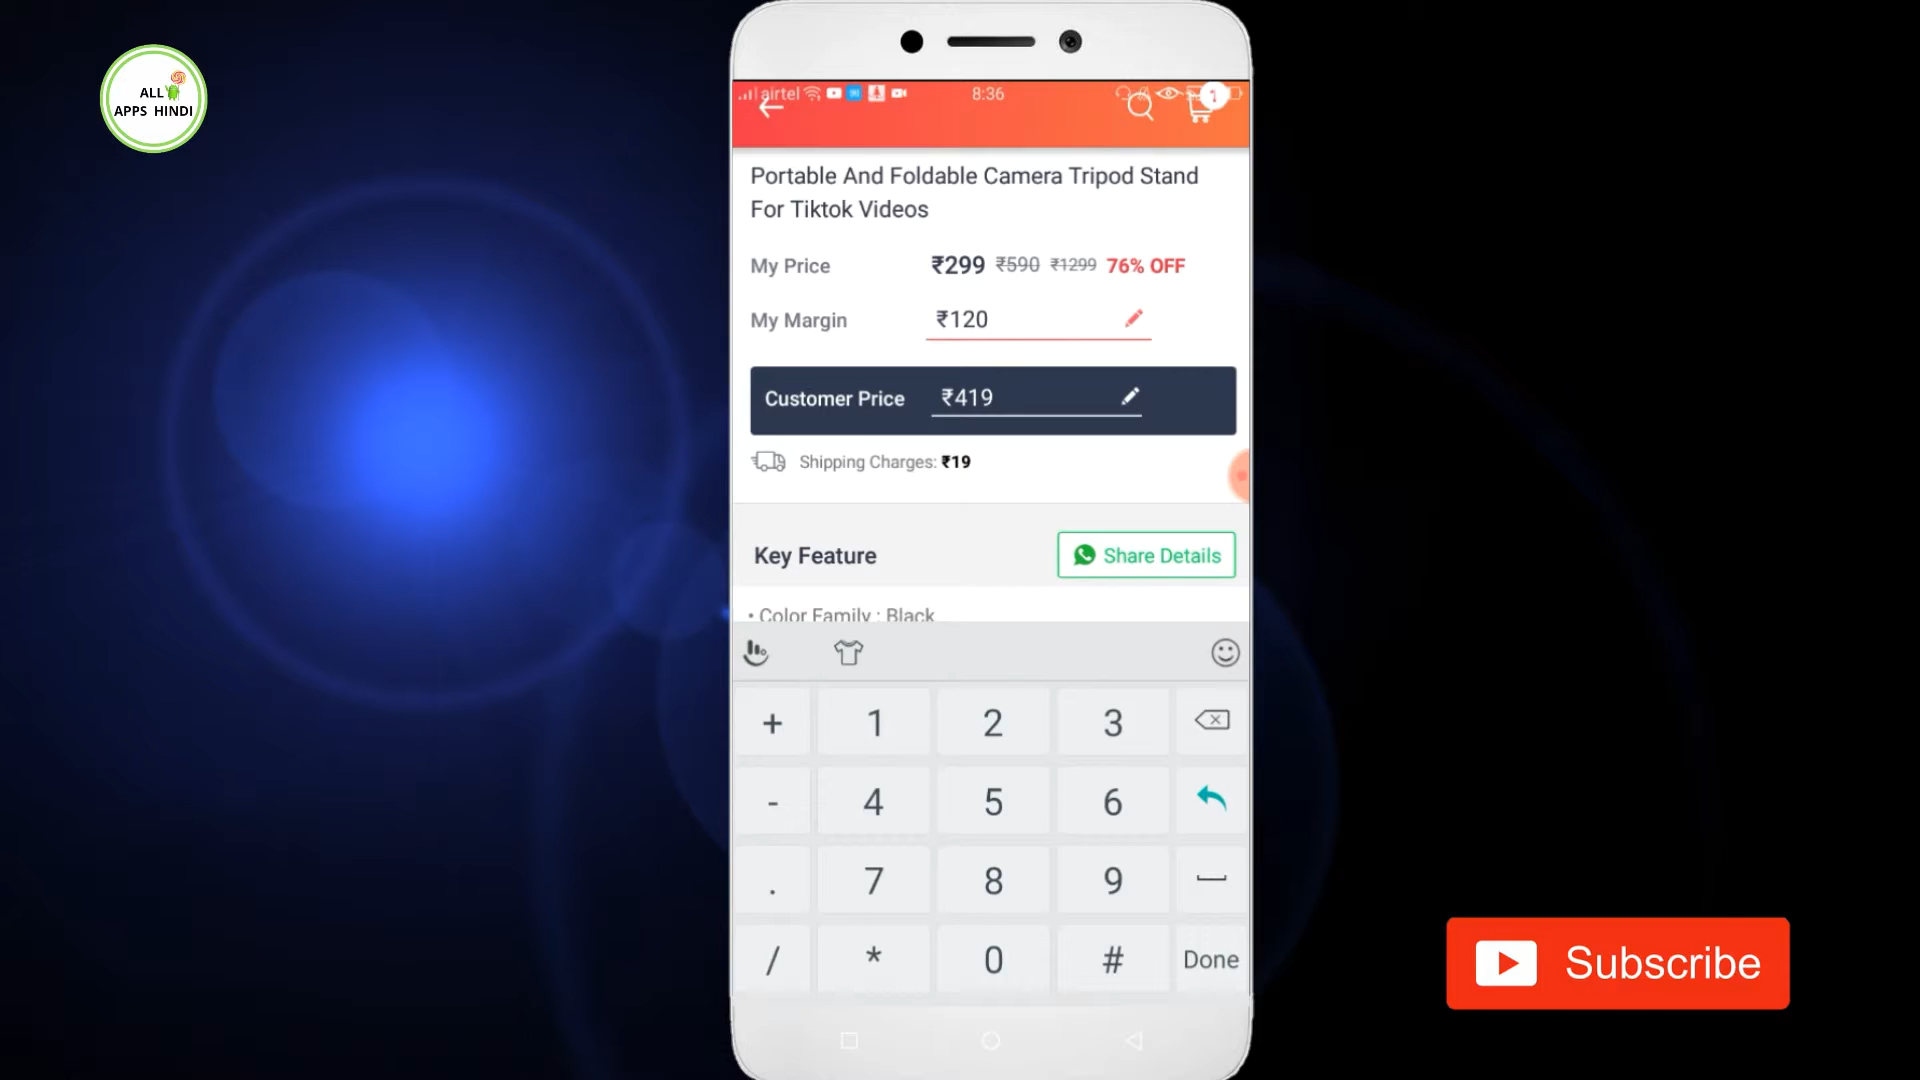 ALL
APPS HINDI
airtel 8:36
1
Portable And Foldable Camera Tripod Stand
For Tiktok Videos
My Price ₹299 ₹590 ₹1299 76% OFF
My Margin ₹120
Customer Price ₹419
Shipping Charges: ₹19
Key Feature Share Details
• Color Family : Black
+ 1 2 3
- 4 5 6
. 7 8 9
/ * 0 # Done
Subscribe